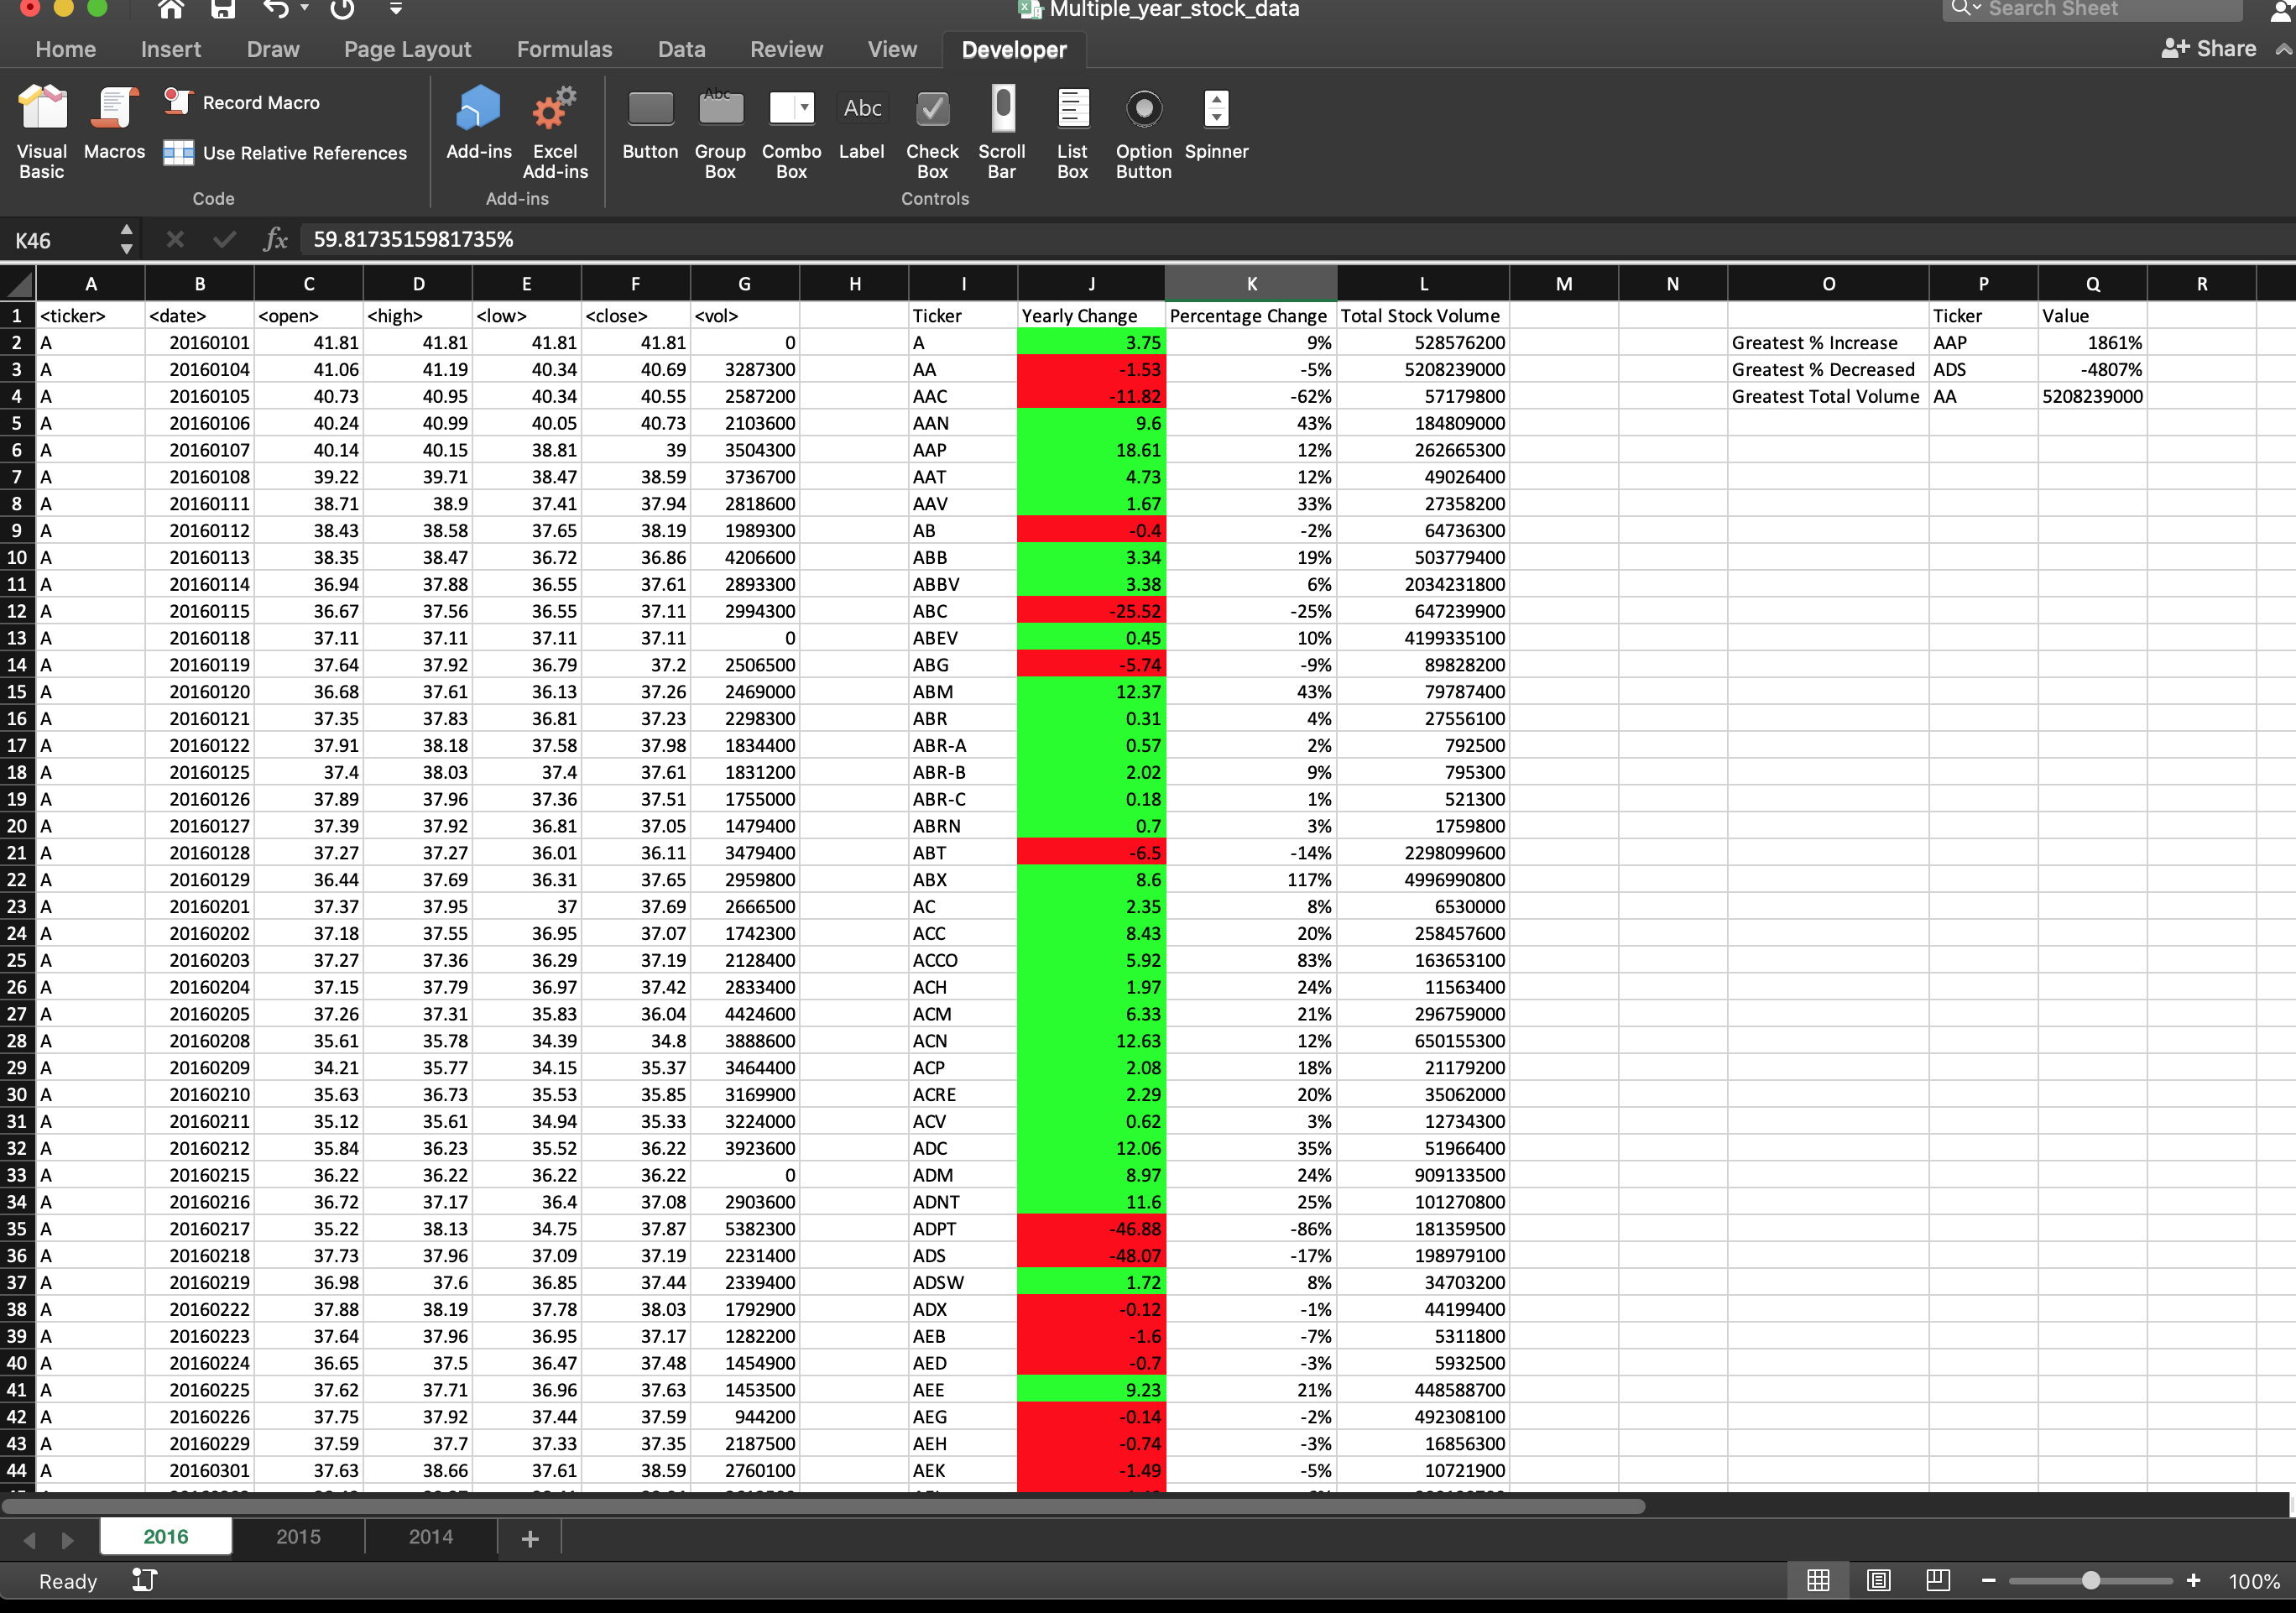 Multiple_year_stock_data
Search Sheet
Home Insert Draw Page Layout Formulas Data Review View Developer Share
Visual Basic Macros Record Macro Use Relative References Add-ins Excel Add-ins Button Group Box Combo Box Label Check Box Scroll Bar List Box Option Button Spinner
Abc Abc
Code Add-ins Controls
K46 fx 59.8173515981735%
A B C D E F G H I J K L M N O P Q R
1 <ticker> <date> <open> <high> <low> <close> <vol> Ticker Yearly Change Percentage Change Total Stock Volume Ticker Value
2 A 20160101 41.81 41.81 41.81 41.81 0 A 3.75 9% 528576200 Greatest % Increase AAP 1861%
3 A 20160104 41.06 41.19 40.34 40.69 3287300 AA -1.53 -5% 5208239000 Greatest % Decreased ADS -4807%
4 A 20160105 40.73 40.95 40.34 40.55 2587200 AAC -11.82 -62% 57179800 Greatest Total Volume AA 5208239000
5 A 20160106 40.24 40.99 40.05 40.73 2103600 AAN 9.6 43% 184809000
6 A 20160107 40.14 40.15 38.81 39 3504300 AAP 18.61 12% 262665300
7 A 20160108 39.22 39.71 38.47 38.59 3736700 AAT 4.73 12% 49026400
8 A 20160111 38.71 38.9 37.41 37.94 2818600 AAV 1.67 33% 27358200
9 A 20160112 38.43 38.58 37.65 38.19 1989300 AB -0.4 -2% 64736300
10 A 20160113 38.35 38.47 36.72 36.86 4206600 ABB 3.34 19% 503779400
11 A 20160114 36.94 37.88 36.55 37.61 2893300 ABBV 3.38 6% 2034231800
12 A 20160115 36.67 37.56 36.55 37.11 2994300 ABC -25.52 -25% 647239900
13 A 20160118 37.11 37.11 37.11 37.11 0 ABEV 0.45 10% 4199335100
14 A 20160119 37.64 37.92 36.79 37.2 2506500 ABG -5.74 -9% 89828200
15 A 20160120 36.68 37.61 36.13 37.26 2469000 ABM 12.37 43% 79787400
16 A 20160121 37.35 37.83 36.81 37.23 2298300 ABR 0.31 4% 27556100
17 A 20160122 37.91 38.18 37.58 37.98 1834400 ABR-A 0.57 2% 792500
18 A 20160125 37.4 38.03 37.4 37.61 1831200 ABR-B 2.02 9% 795300
19 A 20160126 37.89 37.96 37.36 37.51 1755000 ABR-C 0.18 1% 521300
20 A 20160127 37.39 37.92 36.81 37.05 1479400 ABRN 0.7 3% 1759800
21 A 20160128 37.27 37.27 36.01 36.11 3479400 ABT -6.5 -14% 2298099600
22 A 20160129 36.44 37.69 36.31 37.65 2959800 ABX 8.6 117% 4996990800
23 A 20160201 37.37 37.95 37 37.69 2666500 AC 2.35 8% 6530000
24 A 20160202 37.18 37.55 36.95 37.07 1742300 ACC 8.43 20% 258457600
25 A 20160203 37.27 37.36 36.29 37.19 2128400 ACCO 5.92 83% 163653100
26 A 20160204 37.15 37.79 36.97 37.42 2833400 ACH 1.97 24% 11563400
27 A 20160205 37.26 37.31 35.83 36.04 4424600 ACM 6.33 21% 296759000
28 A 20160208 35.61 35.78 34.39 34.8 3888600 ACN 12.63 12% 650155300
29 A 20160209 34.21 35.77 34.15 35.37 3464400 ACP 2.08 18% 21179200
30 A 20160210 35.63 36.73 35.53 35.85 3169900 ACRE 2.29 20% 35062000
31 A 20160211 35.12 35.61 34.94 35.33 3224000 ACV 0.62 3% 12734300
32 A 20160212 35.84 36.23 35.52 36.22 3923600 ADC 12.06 35% 51966400
33 A 20160215 36.22 36.22 36.22 36.22 0 ADM 8.97 24% 909133500
34 A 20160216 36.72 37.17 36.4 37.08 2903600 ADNT 11.6 25% 101270800
35 A 20160217 35.22 38.13 34.75 37.87 5382300 ADPT -46.88 -86% 181359500
36 A 20160218 37.73 37.96 37.09 37.19 2231400 ADS -48.07 -17% 198979100
37 A 20160219 36.98 37.6 36.85 37.44 2339400 ADSW 1.72 8% 34703200
38 A 20160222 37.88 38.19 37.78 38.03 1792900 ADX -0.12 -1% 44199400
39 A 20160223 37.64 37.96 36.95 37.17 1282200 AEB -1.6 -7% 5311800
40 A 20160224 36.65 37.5 36.47 37.48 1454900 AED -0.7 -3% 5932500
41 A 20160225 37.62 37.71 36.96 37.63 1453500 AEE 9.23 21% 448588700
42 A 20160226 37.75 37.92 37.44 37.59 944200 AEG -0.14 -2% 492308100
43 A 20160229 37.59 37.7 37.33 37.35 2187500 AEH -0.74 -3% 16856300
44 A 20160301 37.63 38.66 37.61 38.59 2760100 AEK -1.49 -5% 10721900
2016 2015 2014 +
Ready 100%